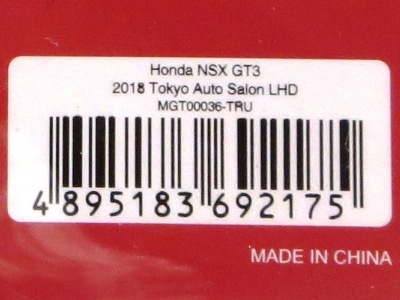 Honda NSX GT3
2018 Tokyo Auto Salon LHD
MGT00036-TRU
4 895183 692175
MADE IN CHINA